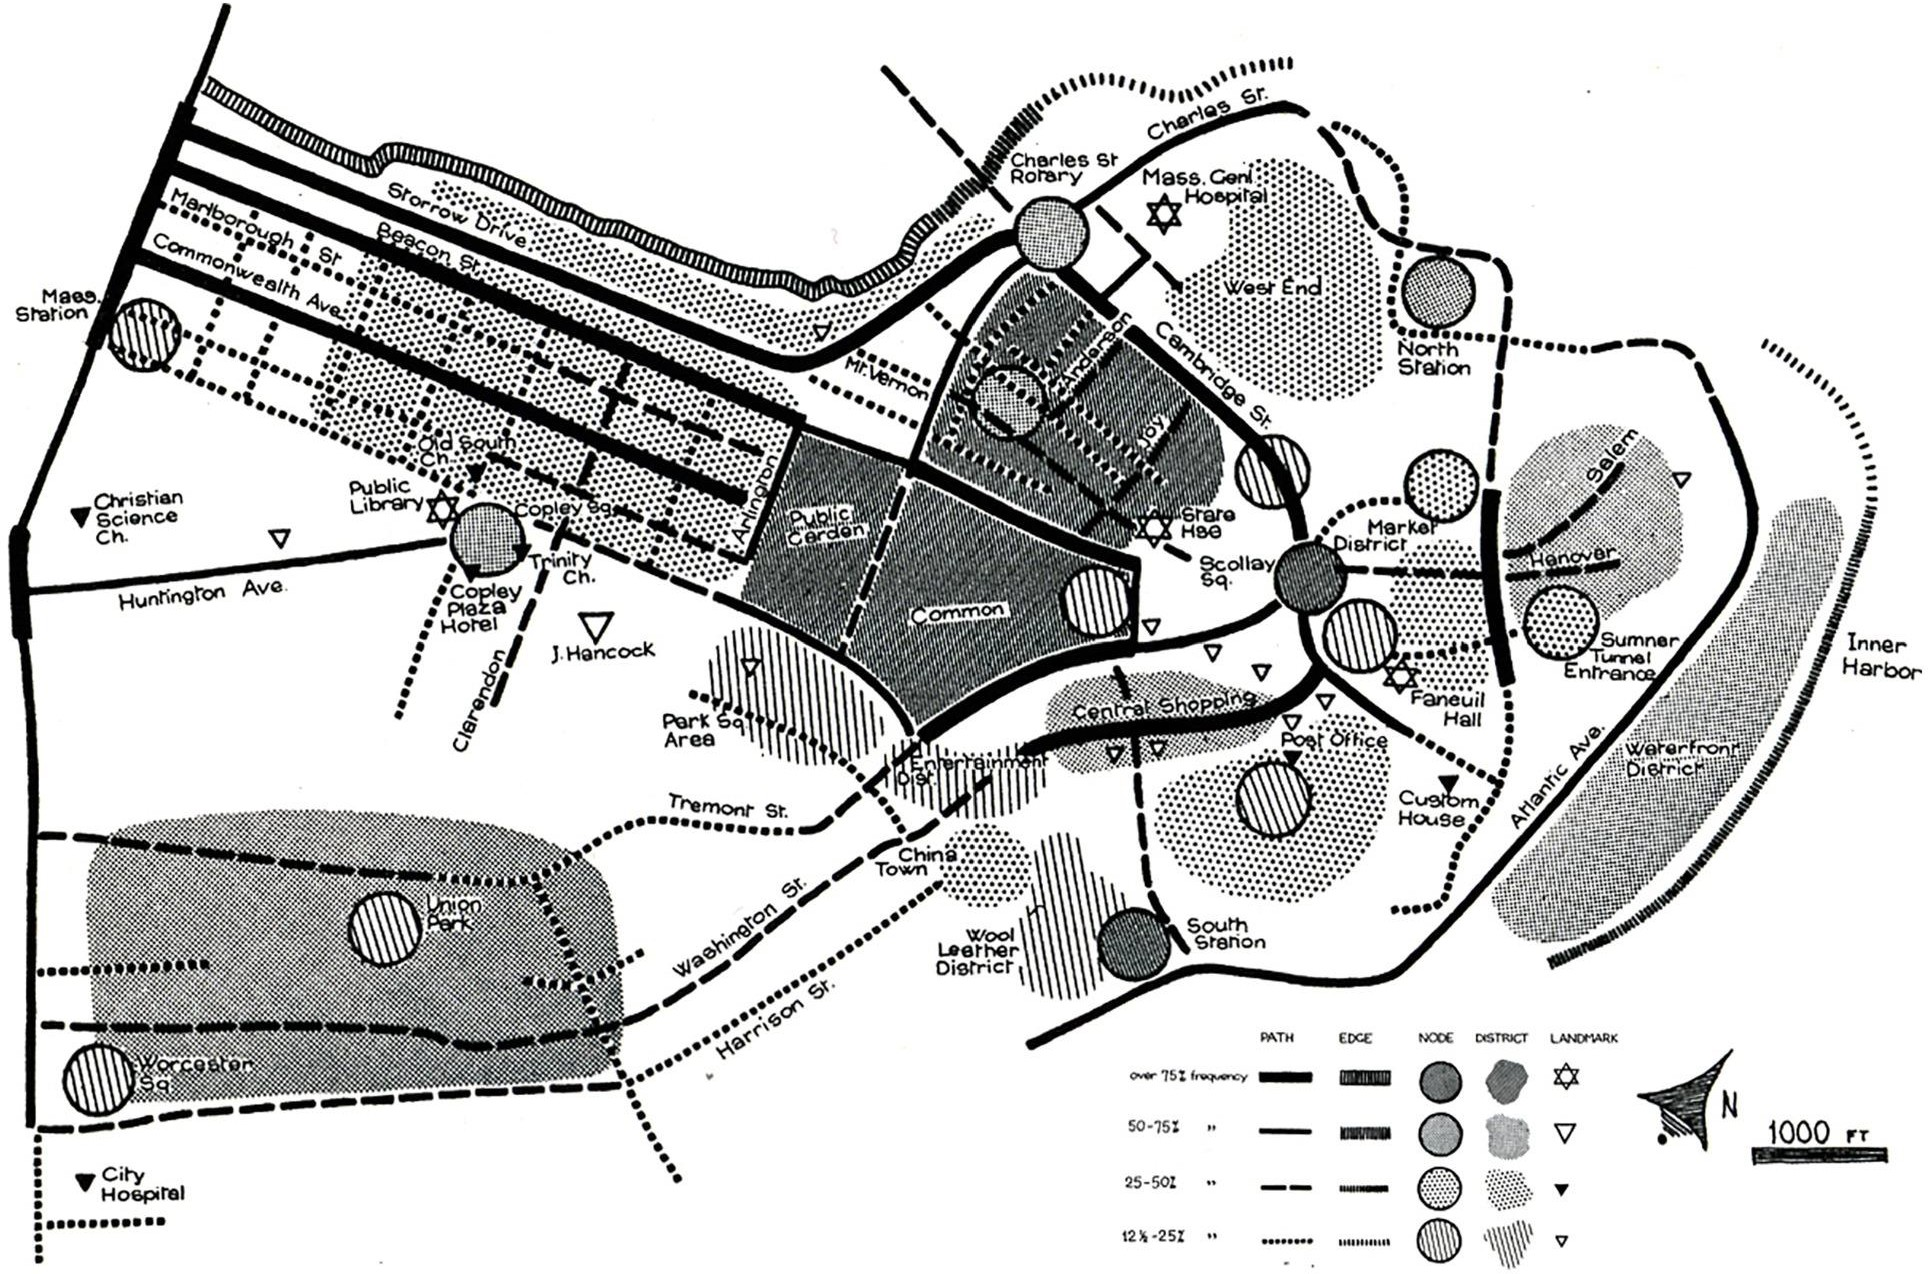 Charles St.
Charles St
Rotary
Mass. Genl
Hospital
Storrow Drive
Beacon St.
Marlborough St
Commonwealth Ave.
Mass.
Station
West End
North
Station
Cambridge St.
Anderson
Mt. Vernon
Joy
Salem
Old South
Ch.
Public
Library
Copley Sq.
Arlington
Public
Garden
State
Hse
Scollay
Sq.
Market
District
Hanover
Christian
Science
Ch.
Trinity
Ch.
Copley
Plaza
Hotel
Huntington Ave.
J. Hancock
Clarendon
Common
Sumner
Tunnel
Entrance
Inner
Harbor
Faneuil
Hall
Central Shopping
Park Sq
Area
Post Office
Entertainment
Dist.
Waterfront
District
Atlantic Ave.
Custom
House
Tremont St.
China
Town
Washington St.
Union
Park
Harrison St.
Wool
Leather
District
South
Station
Worcester
Sq
City
Hospital
PATH EDGE NODE DISTRICT LANDMARK
over 75% frequency
50-75% "
25-50% "
12½-25% "
N
1000 FT